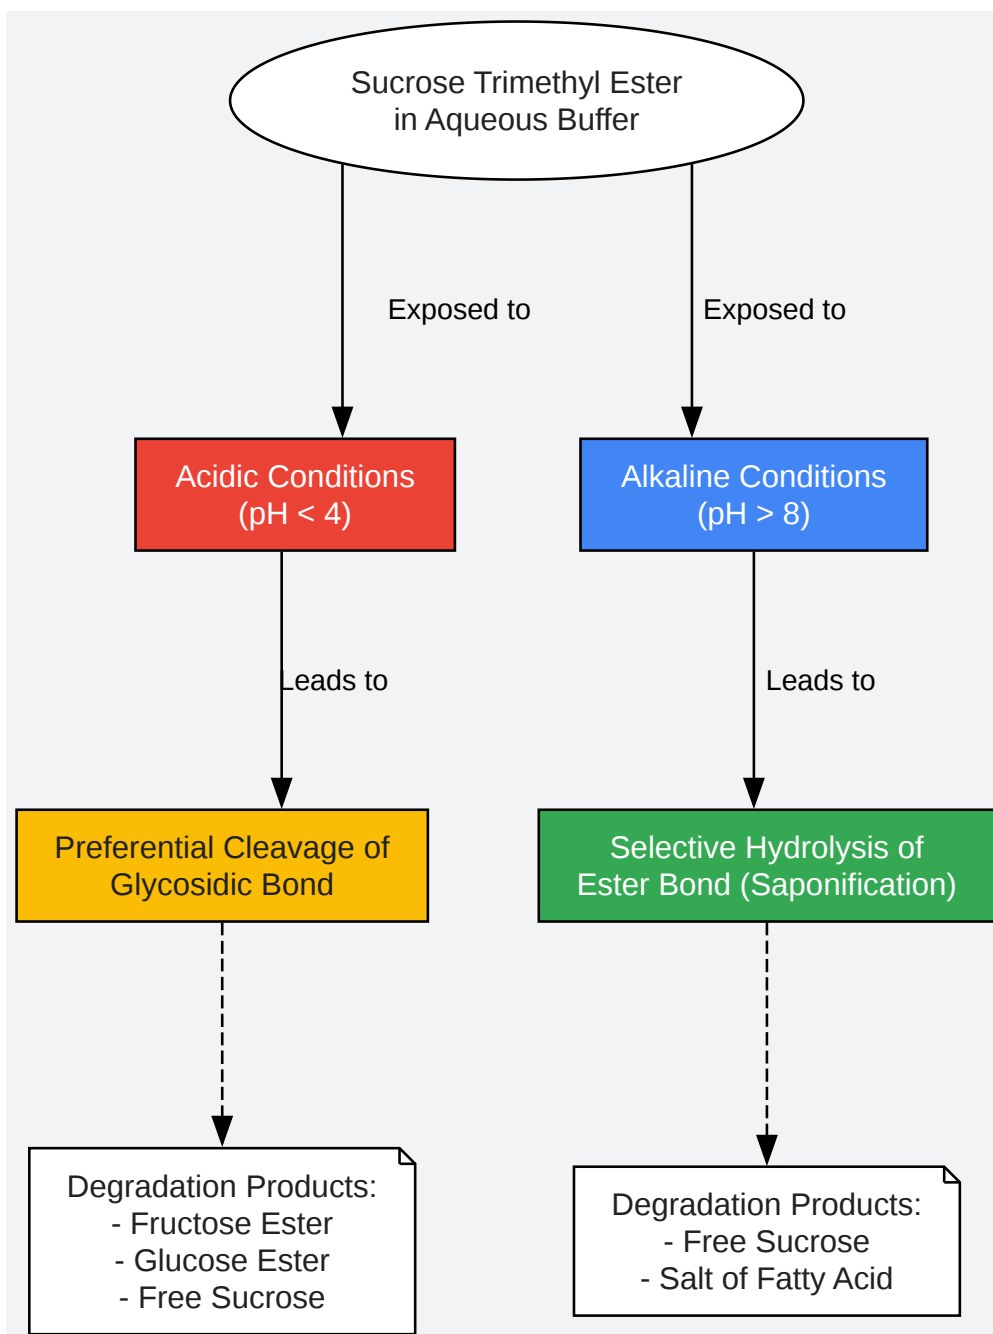 Sucrose Trimethyl Ester
in Aqueous Buffer
Exposed to
Exposed to
Acidic Conditions
(pH < 4)
Alkaline Conditions
(pH > 8)
Leads to
Leads to
Preferential Cleavage of
Glycosidic Bond
Selective Hydrolysis of
Ester Bond (Saponification)
Degradation Products:
- Fructose Ester
- Glucose Ester
- Free Sucrose
Degradation Products:
- Free Sucrose
- Salt of Fatty Acid